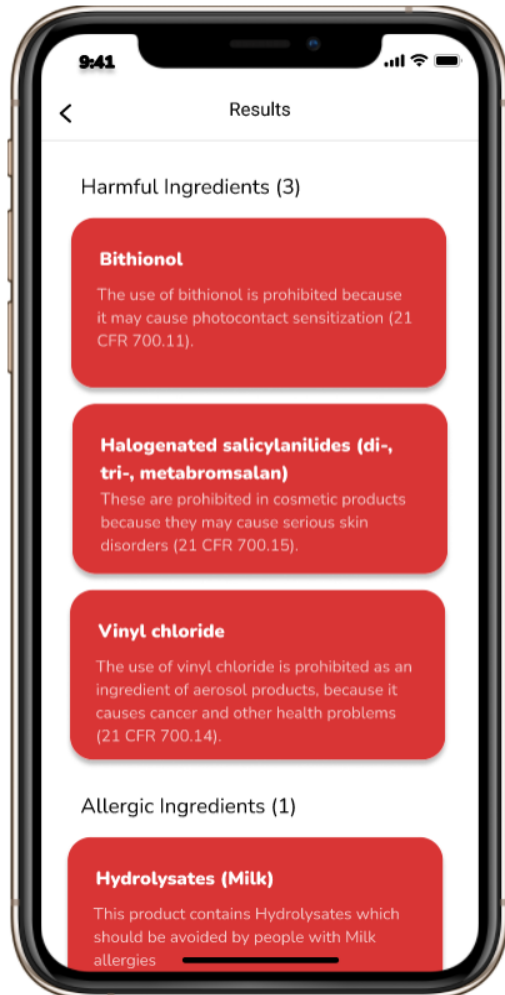 9:41
Results
Harmful Ingredients (3)
Bithionol
The use of bithionol is prohibited because
it may cause photocontact sensitization (21
CFR 700.11).
Halogenated salicylanilides (di-,
tri-, metabromsalan)
These are prohibited in cosmetic products
because they may cause serious skin
disorders (21 CFR 700.15).
Vinyl chloride
The use of vinyl chloride is prohibited as an
ingredient of aerosol products, because it
causes cancer and other health problems
(21 CFR 700.14).
Allergic Ingredients (1)
Hydrolysates (Milk)
This product contains Hydrolysates which
should be avoided by people with Milk
allergies